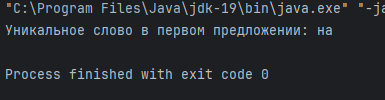 "C:\Program Files\Java\jdk-19\bin\java.exe" "-ja
Уникальное слово в первом предложении: на
Process finished with exit code 0